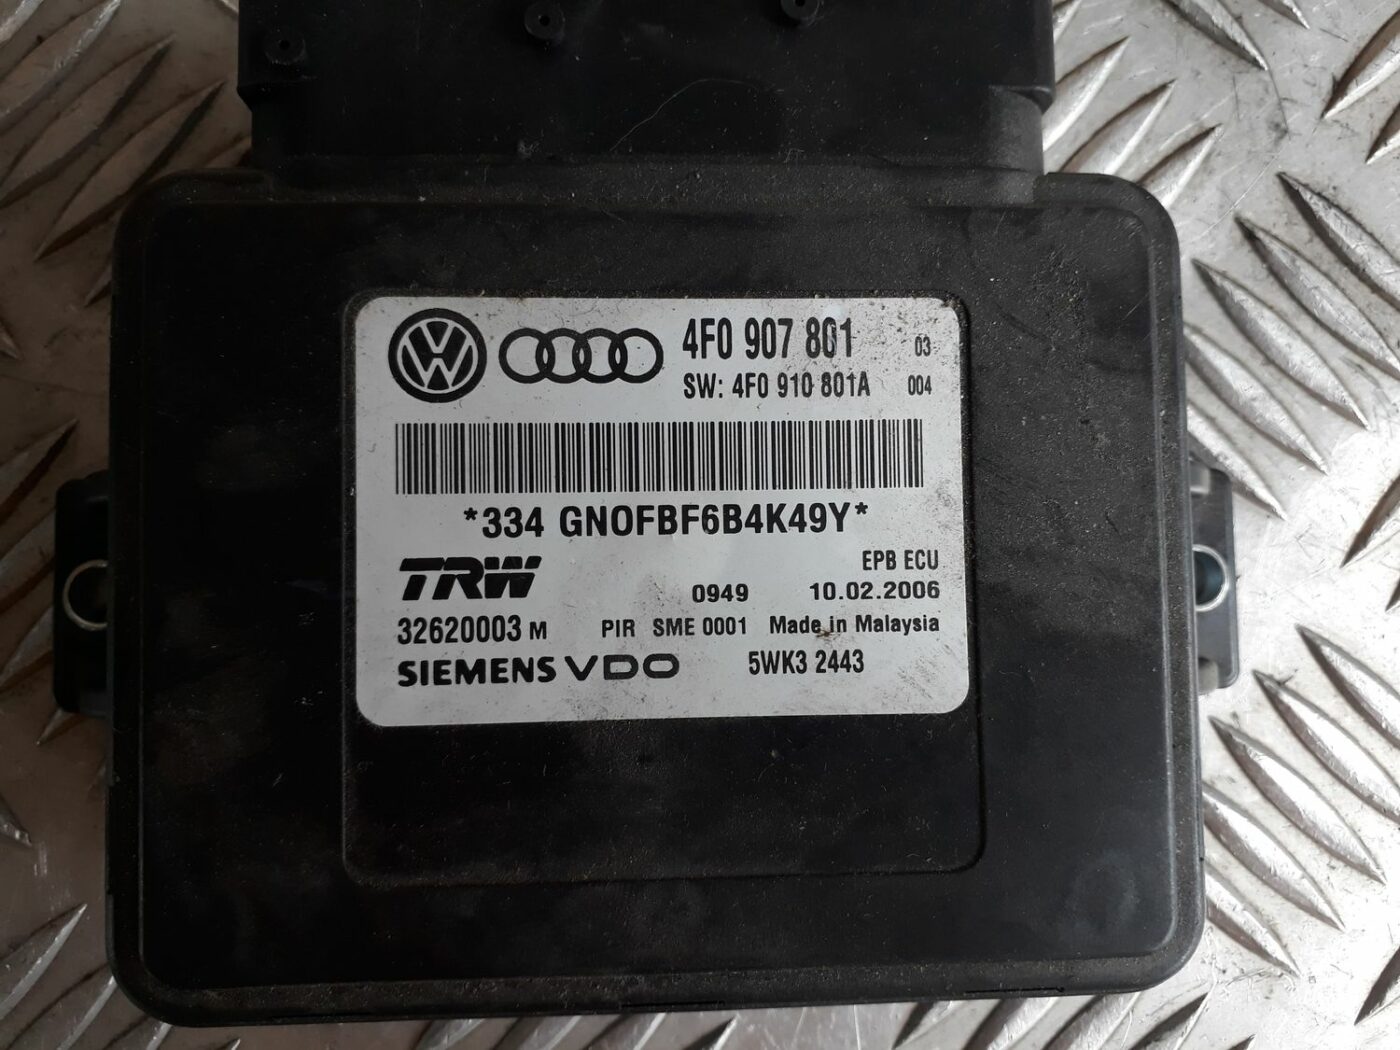 4F0 907 801 03
SW: 4F0 910 801A 004
*334 GNOFBF6B4K49Y*
TRW EPB ECU
0949 10.02.2006
32620003 M PIR SME 0001 Made in Malaysia
SIEMENS VDO 5WK3 2443